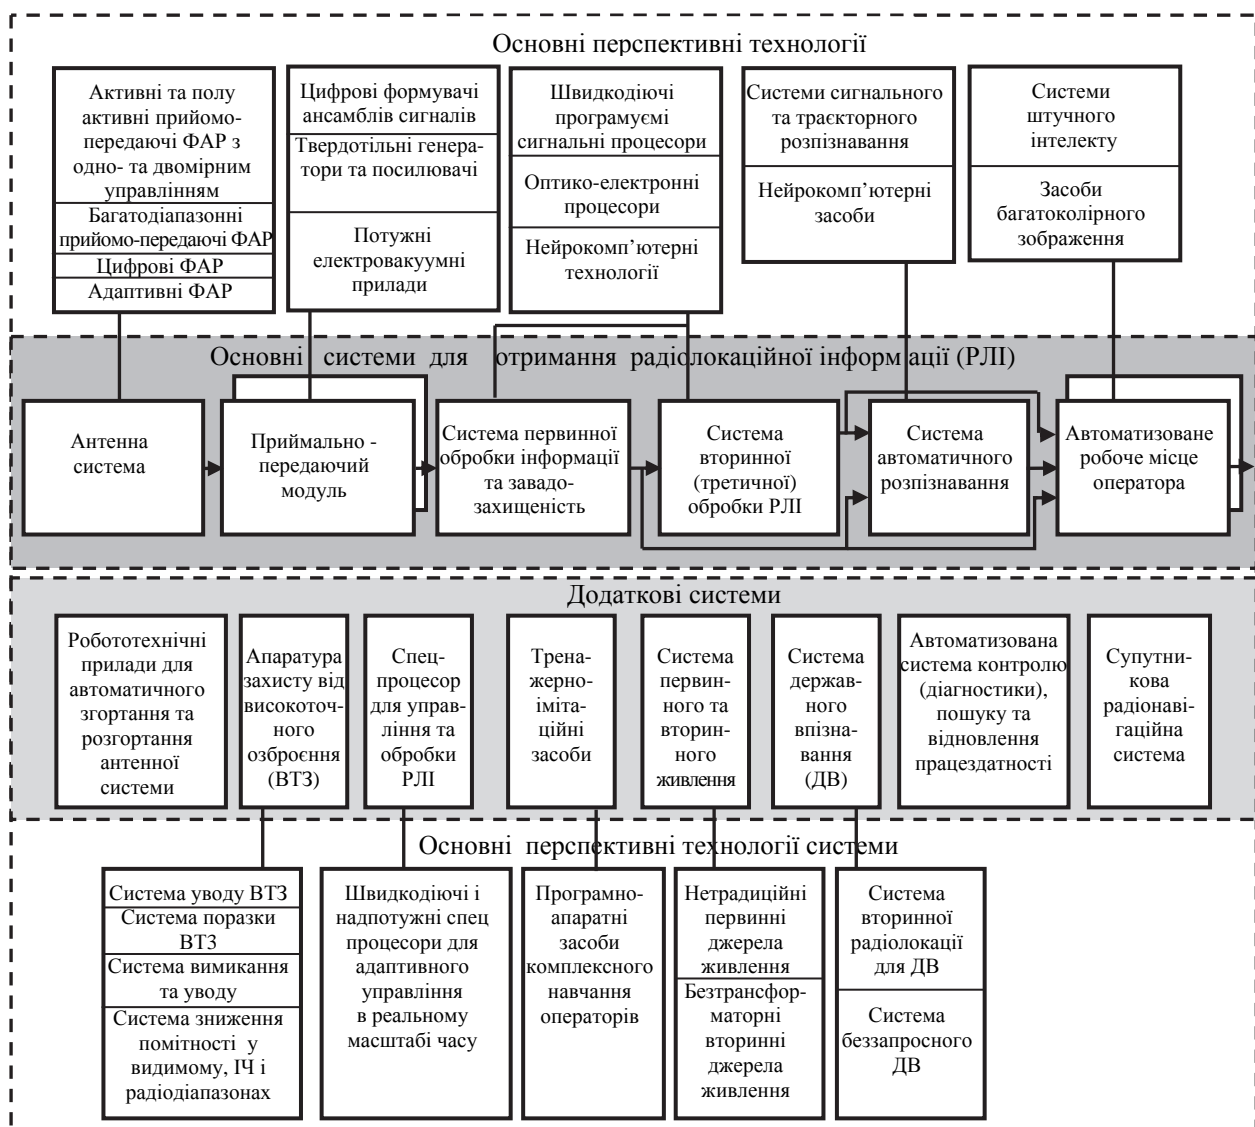 Основні перспективні технології
Активні та полу
активні прийомо-
передаючі ФАР з
одно- та двомірним
управлінням
Багатодіапазонні
прийомо-передаючі ФАР
Цифрові ФАР
Адаптивні ФАР
Цифрові формувачі
ансамблів сигналів
Твердотільні генера-
тори та посилювачі
Потужні
електровакуумні
прилади
Швидкодіючі
програмуємі
сигнальні процесори
Оптико-електронні
процесори
Нейрокомп’ютерні
технології
Системи сигнального
та траєкторного
розпізнавання
Нейрокомп’ютерні
засоби
Системи
штучного
інтелекту
Засоби
багатоколірного
зображення
Основні системи для отримання радіолокаційної інформації (РЛІ)
Антенна
система
Приймально -
передаючий
модуль
Система первинної
обробки інформації
та завадо-
захищеність
Система
вторинної
(третичної)
обробки РЛІ
Система
автоматичного
розпізнавання
Автоматизоване
робоче місце
оператора
Додаткові системи
Робототехнічні
прилади для
автоматичного
згортання та
розгортання
антенної
системи
Апаратура
захисту від
високоточ-
ного
озброєння
(ВТЗ)
Спец-
процесор
для управ-
ління та
обробки
РЛІ
Трена-
жерно-
іміта-
ційні
засоби
Система
первин-
ного та
вторин-
ного
живлення
Система
держав-
ного
впізна-
вання
(ДВ)
Автоматизована
система контролю
(діагностики),
пошуку та
відновлення
працездатності
Супутни-
кова
радіонаві-
гаційна
система
Основні перспективні технології системи
Система уводу ВТЗ
Система поразки
ВТЗ
Система вимикання
та уводу
Система зниження
помітності у
видимому, ІЧ і
радіодіапазонах
Швидкодіючі і
надпотужні спец
процесори для
адаптивного
управління
в реальному
масштабі часу
Програмно-
апаратні
засоби
комплексного
навчання
операторів
Нетрадиційні
первинні
джерела
живлення
Безтрансфор-
маторні
вторинні
джерела
живлення
Система
вторинної
радіолокації
для ДВ
Система
беззапросного
ДВ